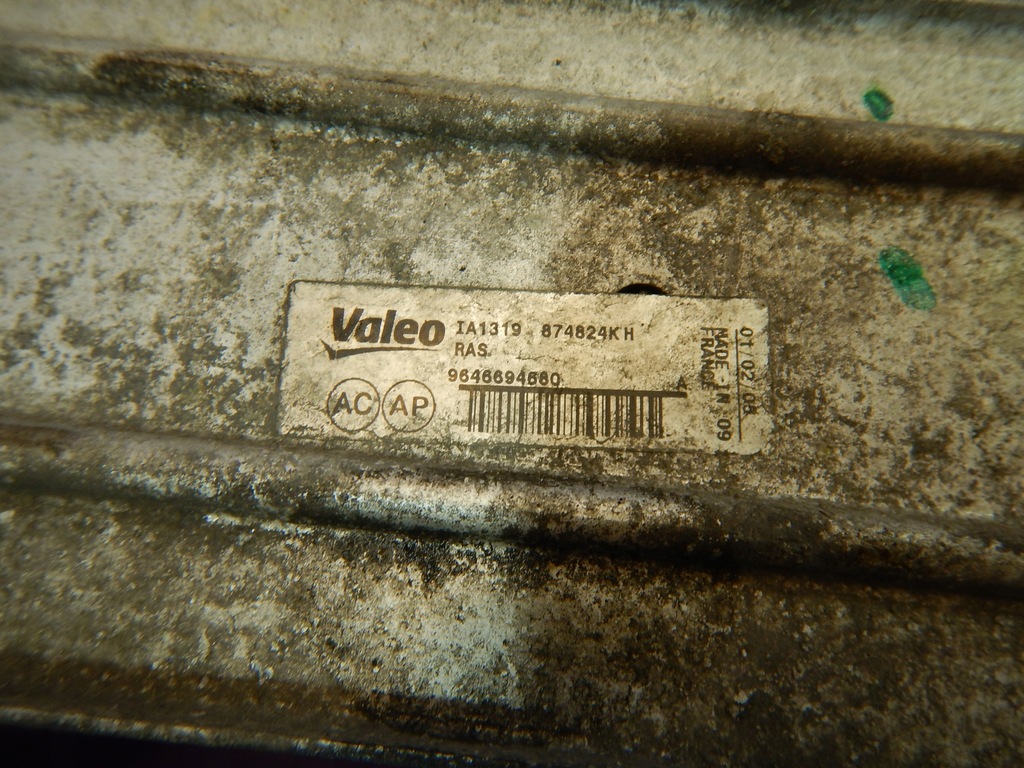 Valeo IA1319 874824KH
RAS.
9646694680
AC AP
01/02/08
MADE - IN 09
FRANCE